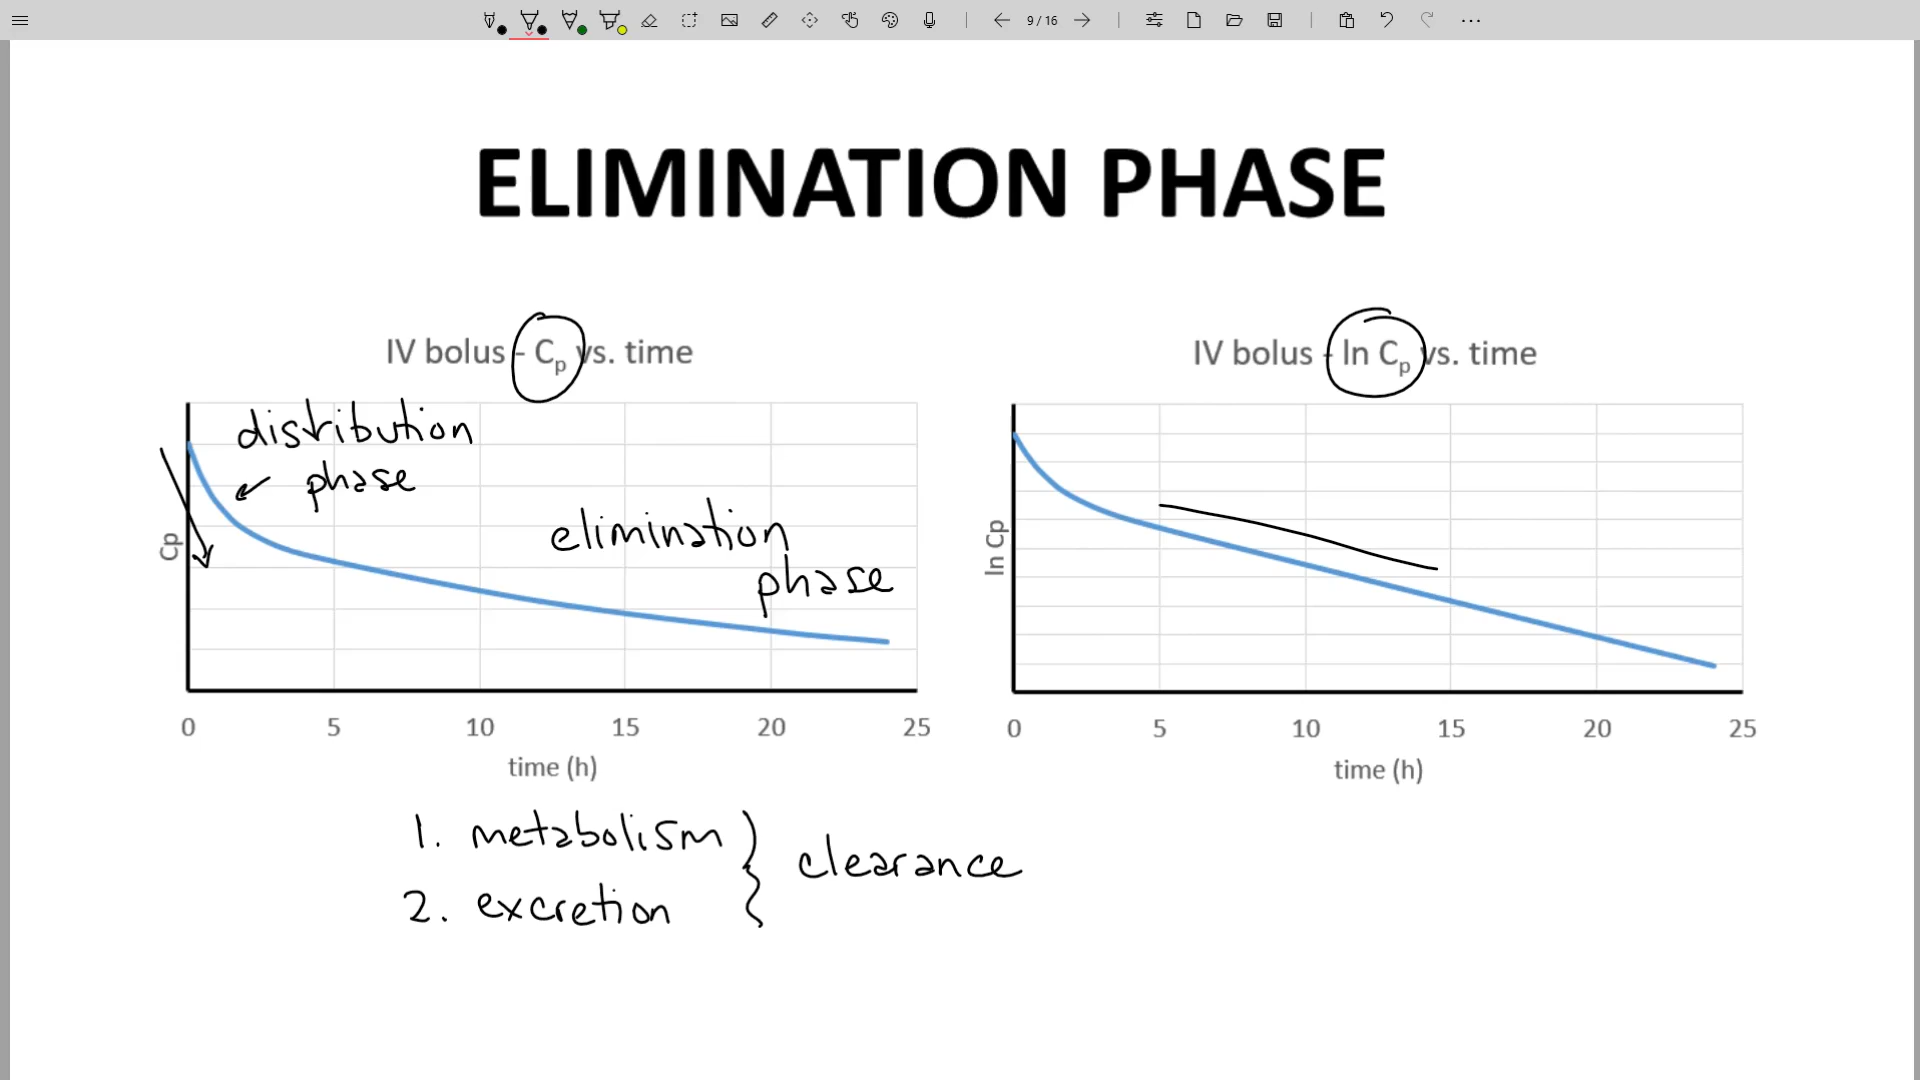 9 / 16
ELIMINATION PHASE
IV bolus - Cp vs. time
distribution
phase
elimination
phase
Cp
0 5 10 15 20 25
time (h)
IV bolus - ln Cp vs. time
ln Cp
0 5 10 15 20 25
time (h)
1. metabolism
2. excretion
clearance